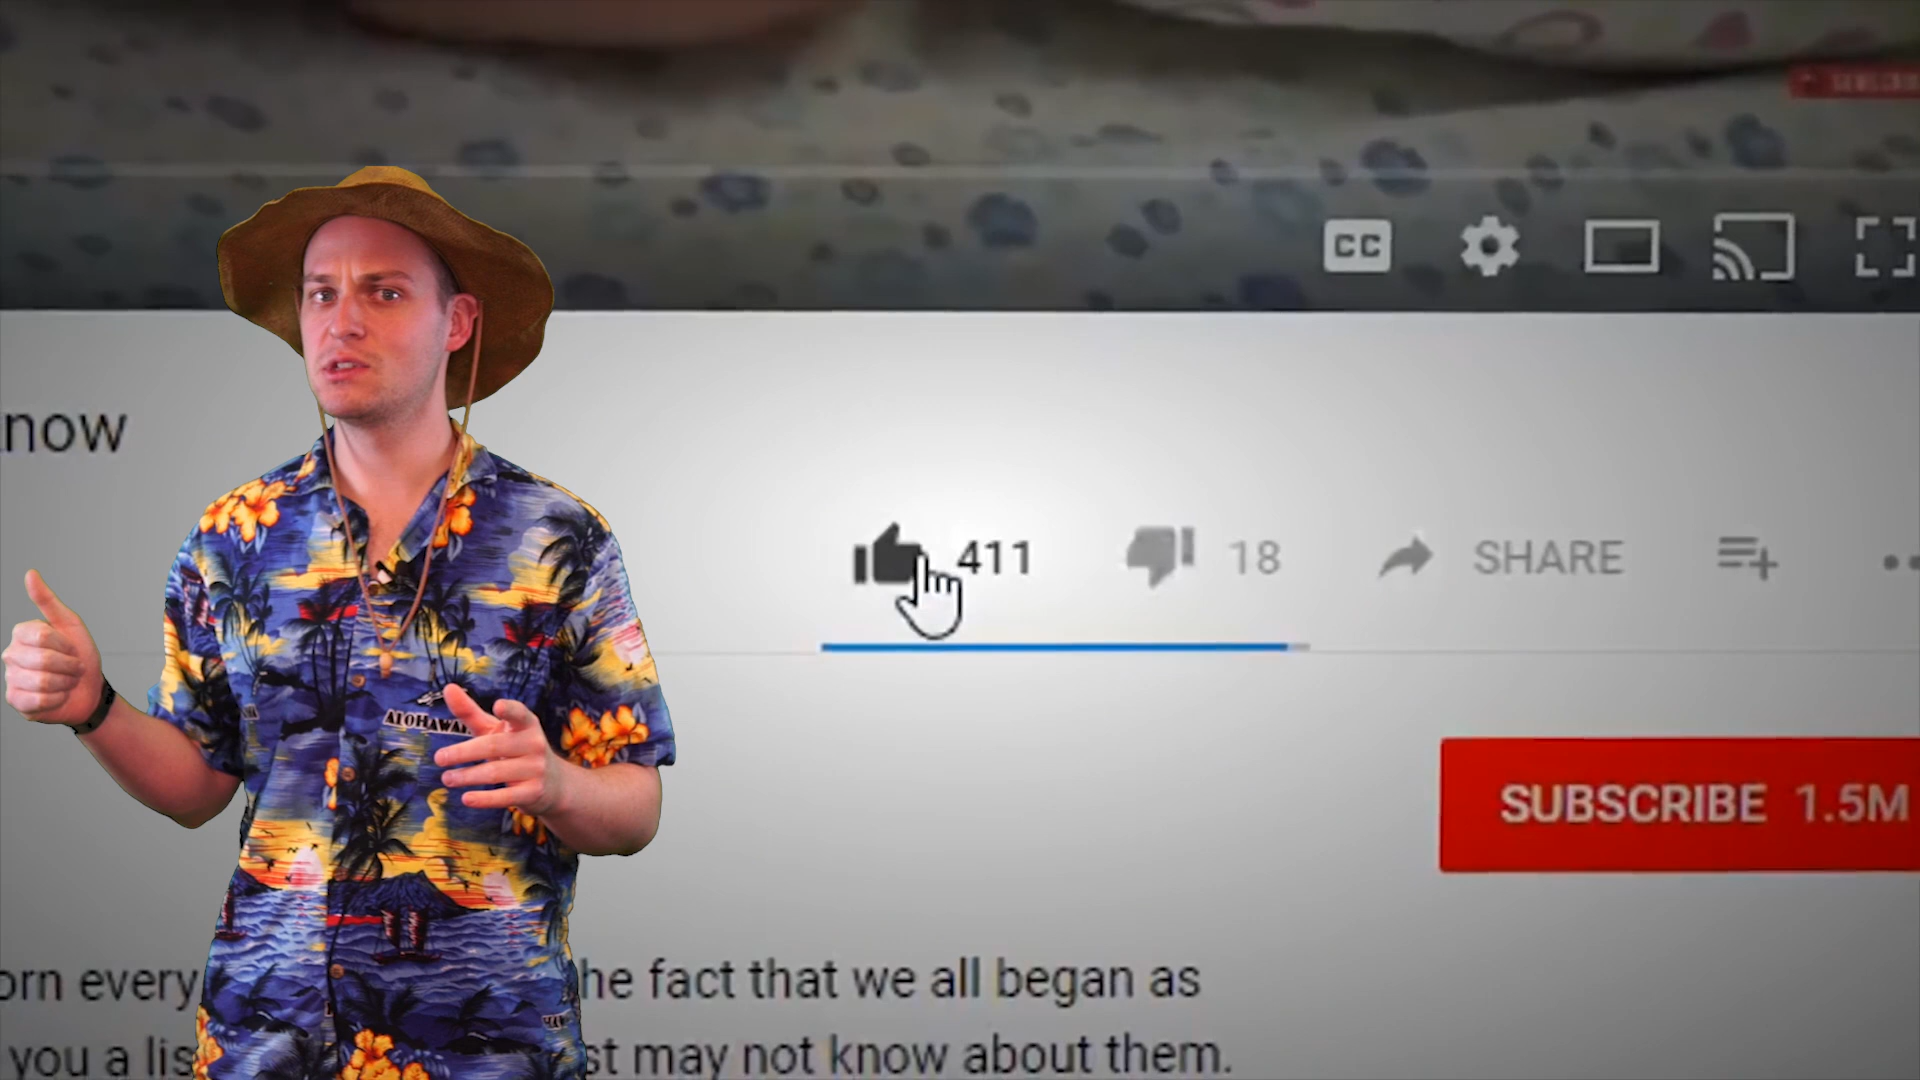 CC
now
411 18 SHARE
SUBSCRIBE 1.5M
ALOHAWAII
orn every he fact that we all began as
you a lis st may not know about them.